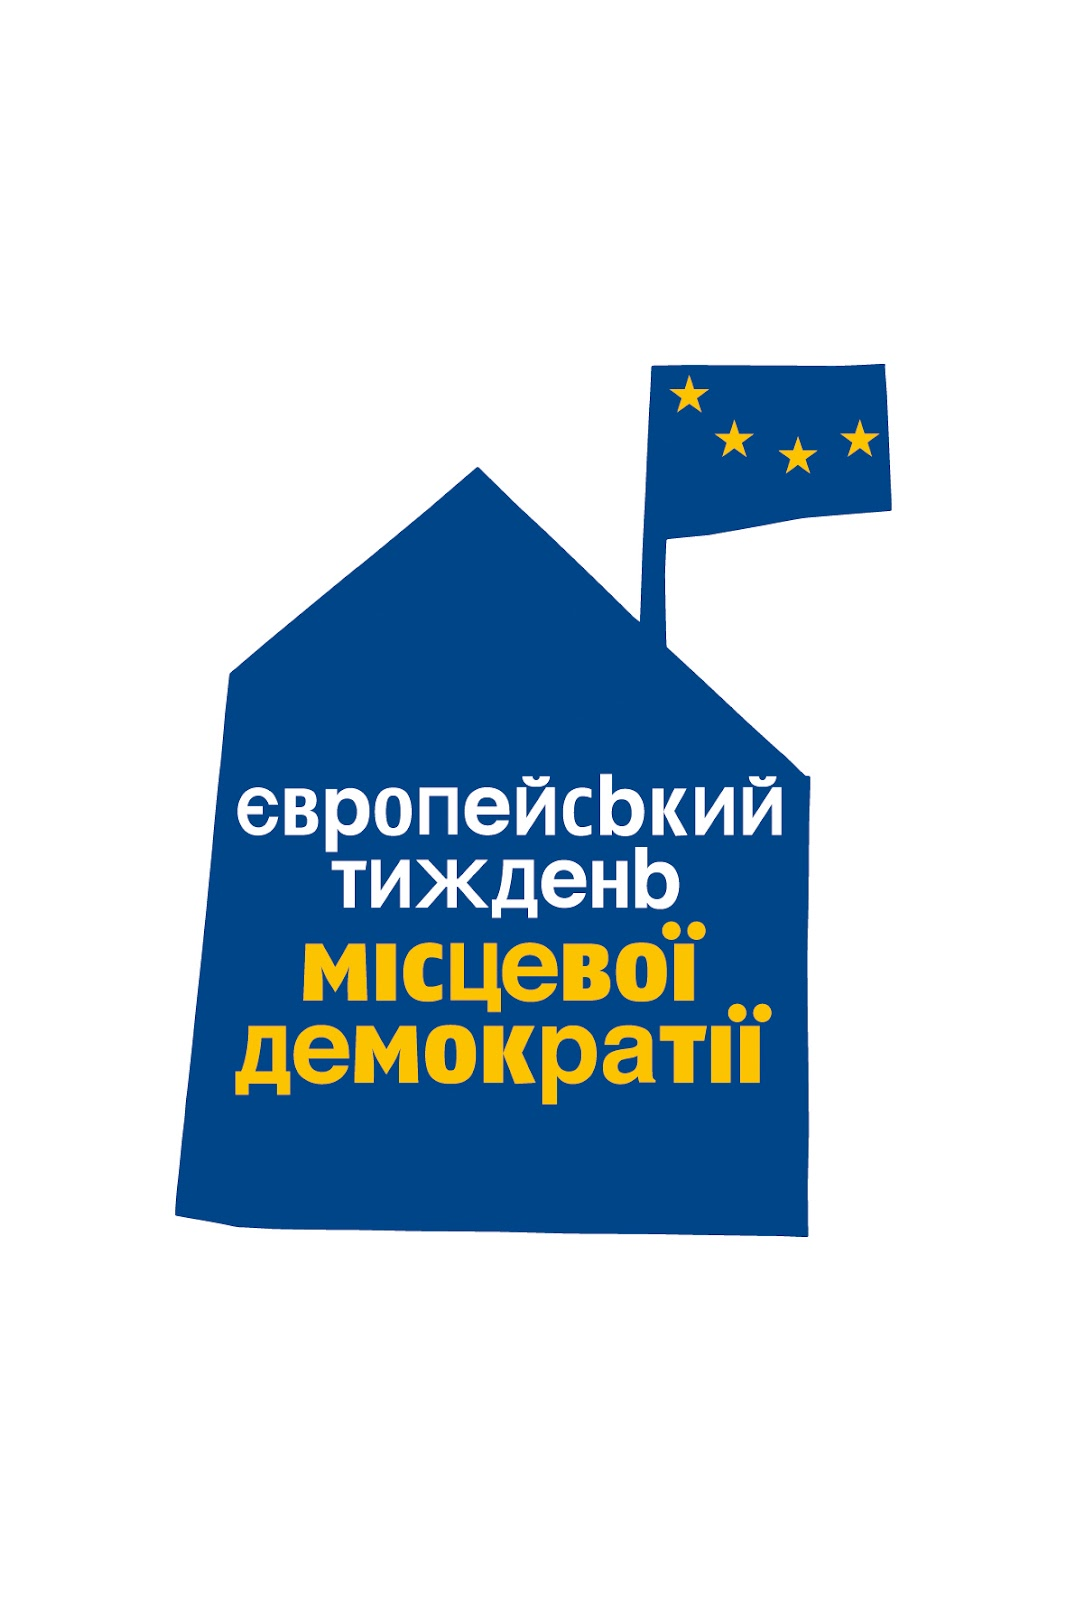 європейський
тиждень
місцевої
демократії